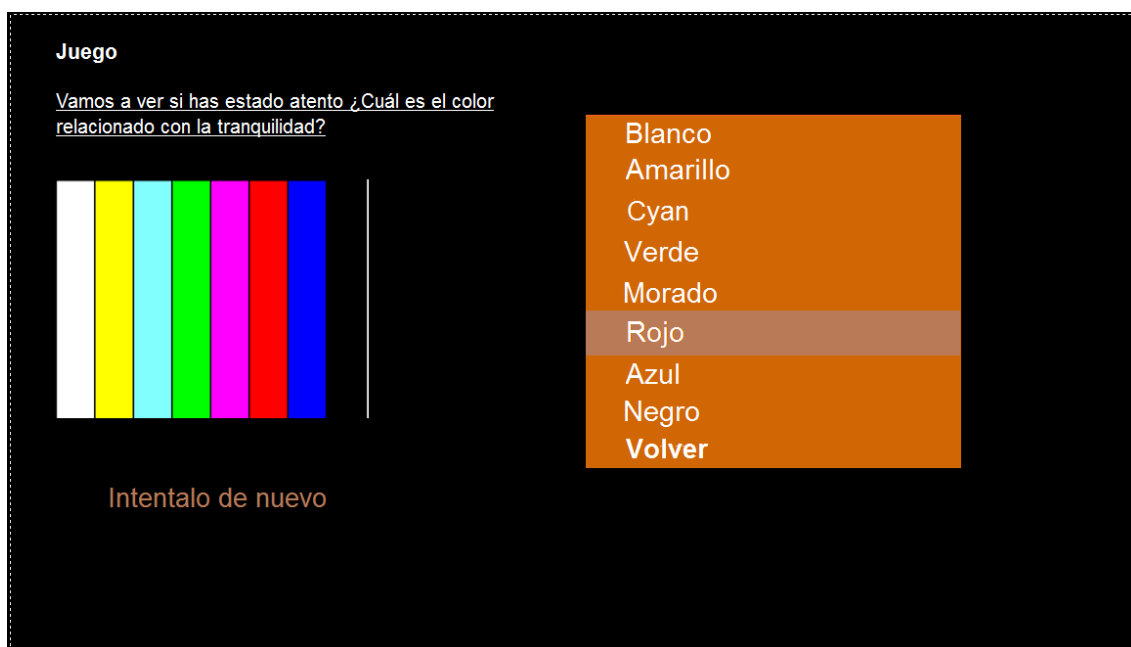 Juego
Vamos a ver si has estado atento ¿Cuál es el color
relacionado con la tranquilidad?
Blanco
Amarillo
Cyan
Verde
Morado
Rojo
Azul
Negro
Volver
Intentalo de nuevo